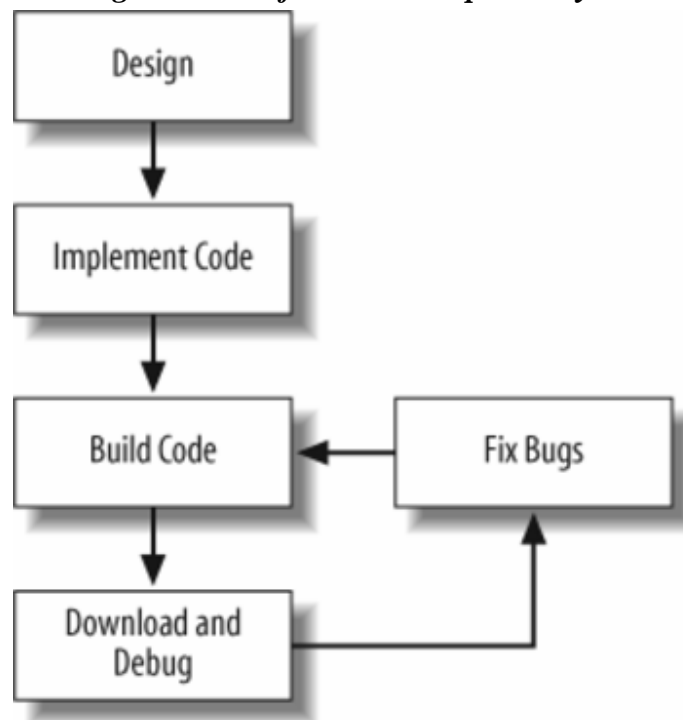 Design
Implement Code
Build Code
Fix Bugs
Download and
Debug